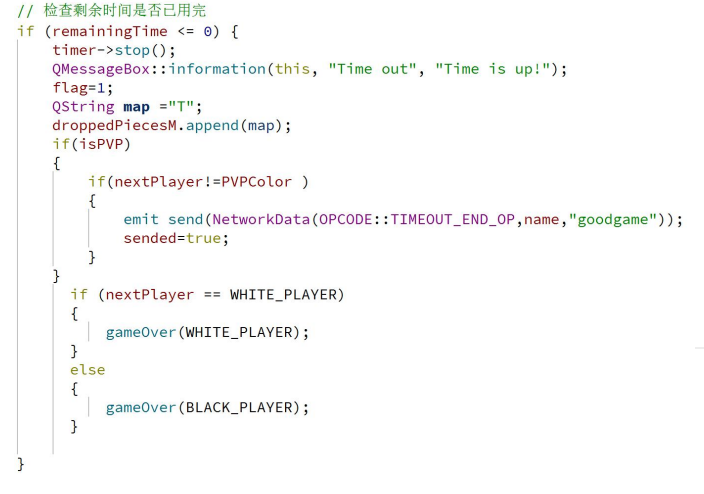 // 检查剩余时间是否已用完
if (remainingTime <= 0) {
timer->stop();
QMessageBox::information(this, "Time out", "Time is up!");
flag=1;
QString map ="T";
droppedPiecesM.append(map);
if(isPVP)
{
if(nextPlayer!=PVPColor )
{
emit send(NetworkData(OPCODE::TIMEOUT_END_OP,name,"goodgame"));
sended=true;
}
}
if (nextPlayer == WHITE_PLAYER)
{
gameOver(WHITE_PLAYER);
}
else
{
gameOver(BLACK_PLAYER);
}
}